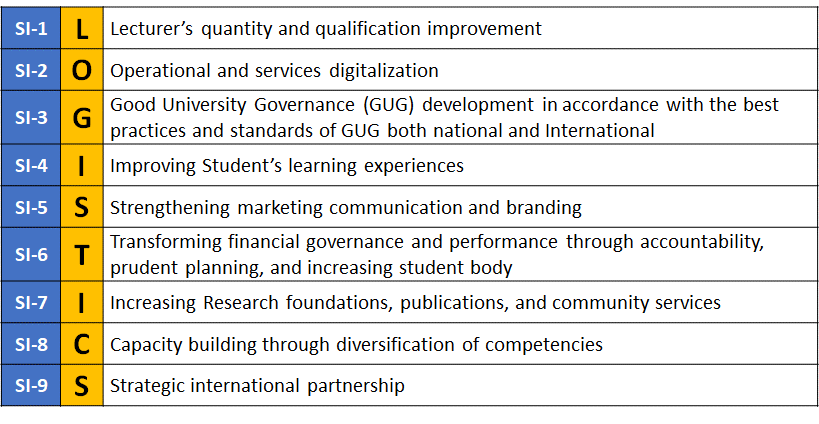 SI-1 L Lecturer’s quantity and qualification improvement
SI-2 O Operational and services digitalization
SI-3 G Good University Governance (GUG) development in accordance with the best
practices and standards of GUG both national and International
SI-4 I Improving Student’s learning experiences
SI-5 S Strengthening marketing communication and branding
SI-6 T Transforming financial governance and performance through accountability,
prudent planning, and increasing student body
SI-7 I Increasing Research foundations, publications, and community services
SI-8 C Capacity building through diversification of competencies
SI-9 S Strategic international partnership